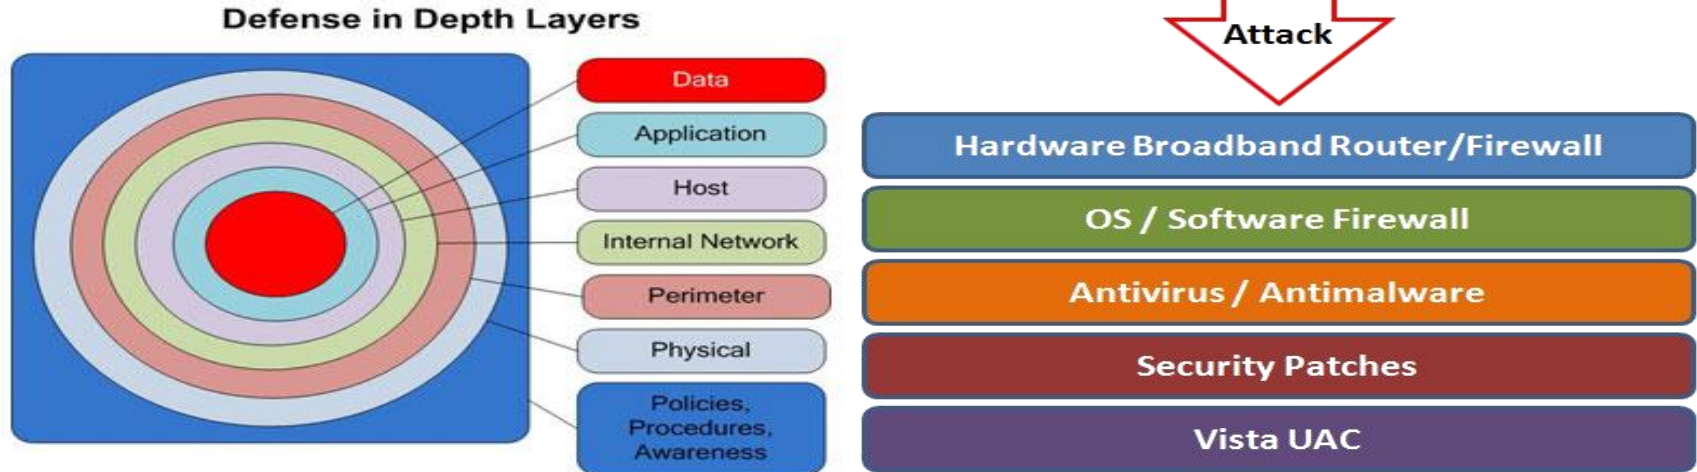 Defense in Depth Layers
Data
Application
Host
Internal Network
Perimeter
Physical
Policies,
Procedures,
Awareness
Attack
Hardware Broadband Router/Firewall
OS / Software Firewall
Antivirus / Antimalware
Security Patches
Vista UAC